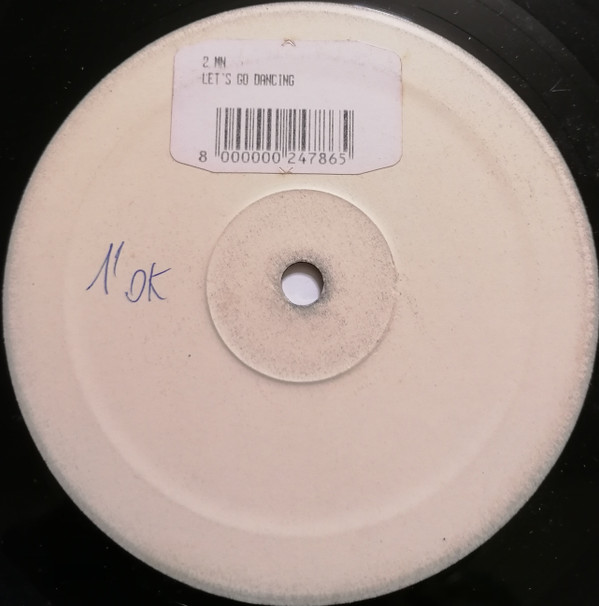 2 MN
LET'S GO DANCING
8 000000 247865
1" OK